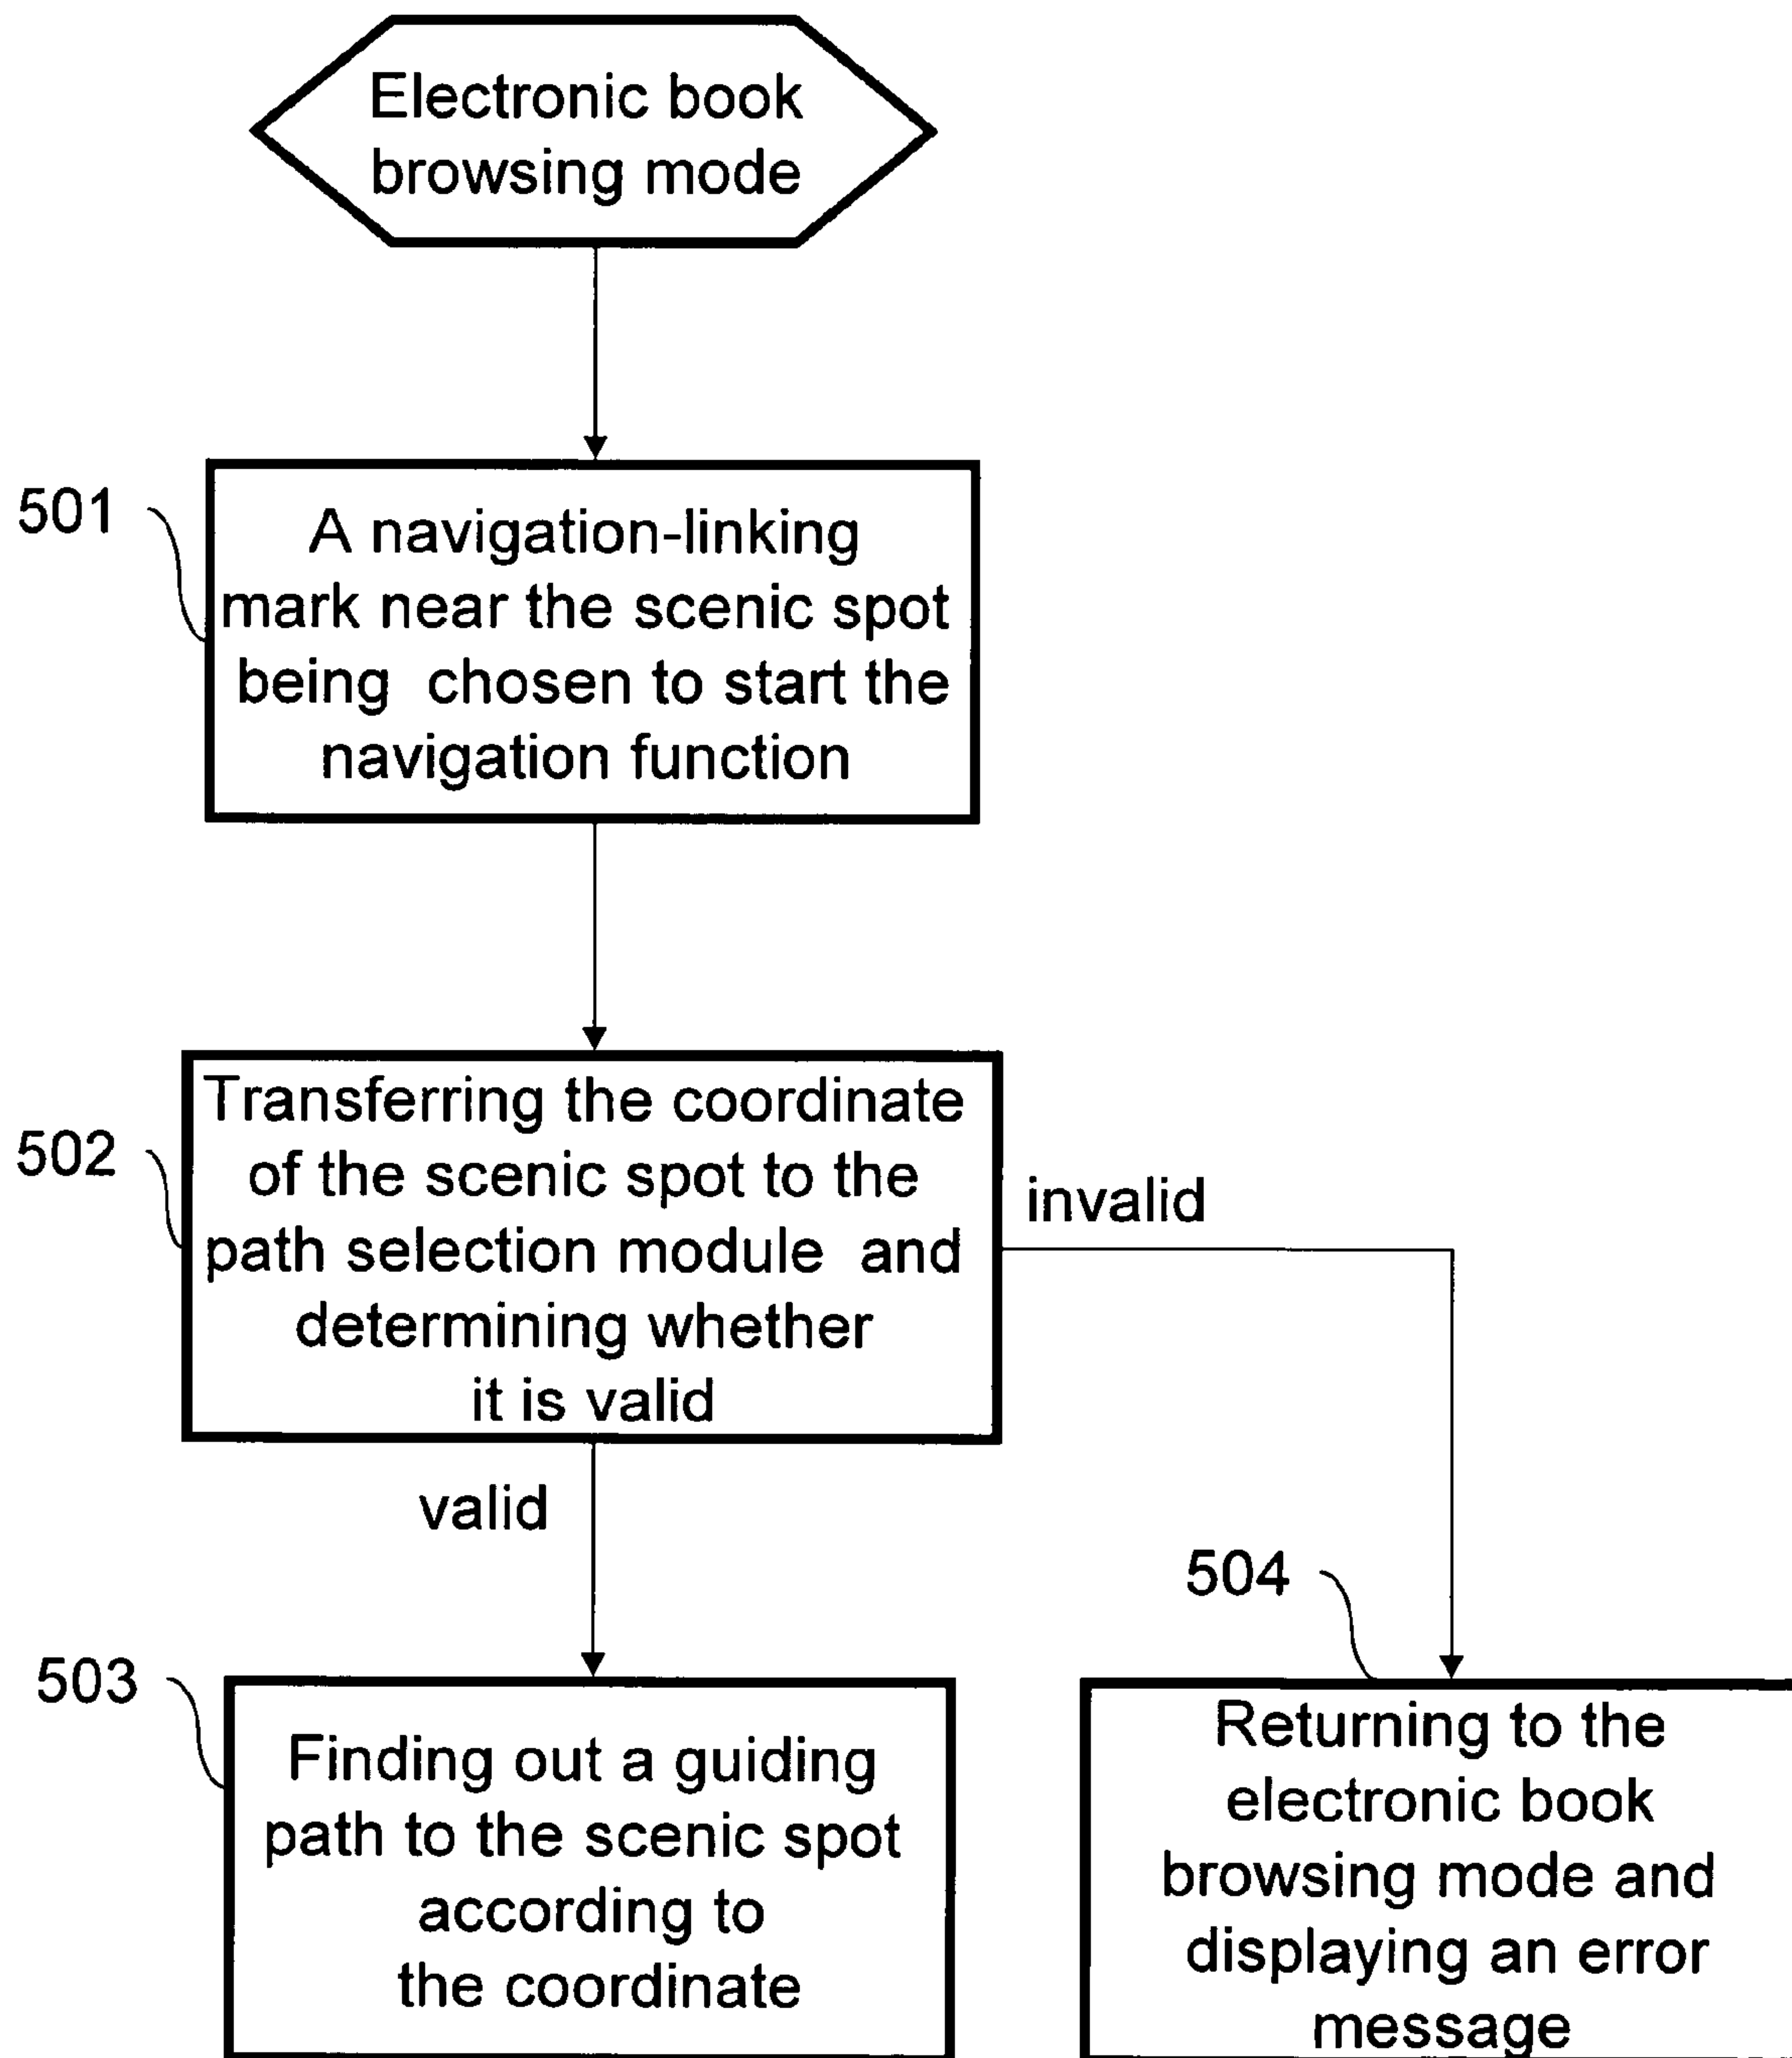 Electronic book
browsing mode
501
A navigation-linking
mark near the scenic spot
being chosen to start the
navigation function
502
Transferring the coordinate
of the scenic spot to the
path selection module and
determining whether
it is valid
invalid
valid
503
Finding out a guiding
path to the scenic spot
according to
the coordinate
504
Returning to the
electronic book
browsing mode and
displaying an error
message